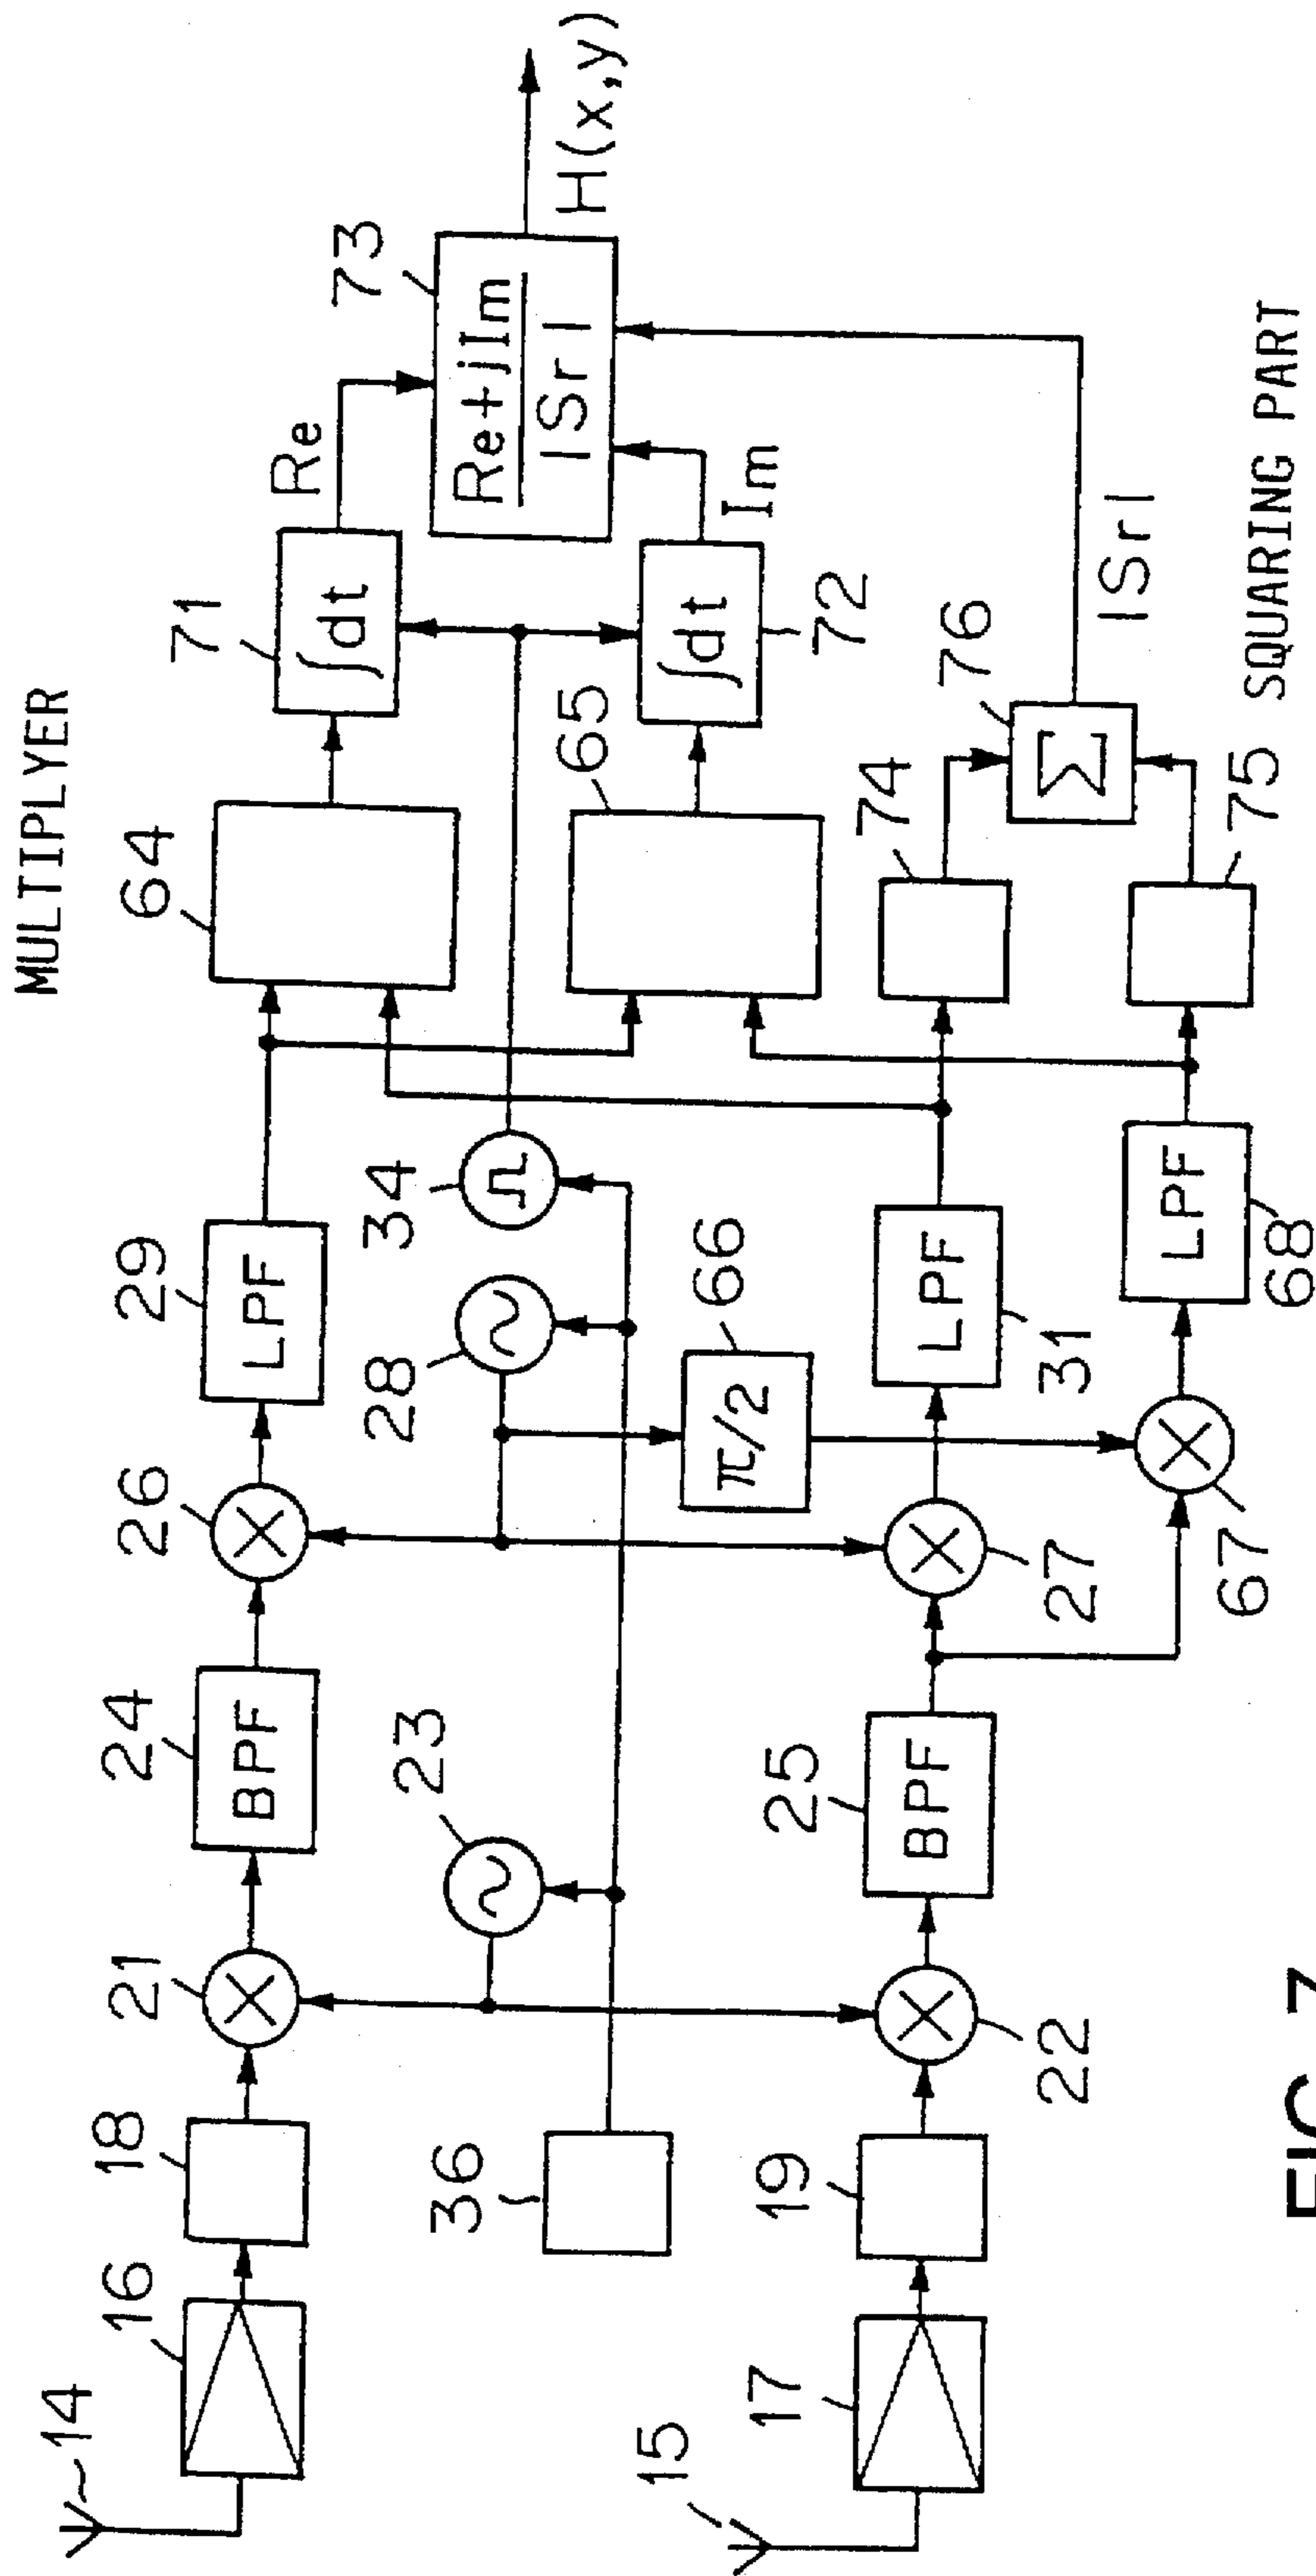 MULTIPLYER
14
16
18
21
24
BPF
26
29
LPF
64
71
∫dt
Re
73
Re+jIm
|Sr|
H(x,y)
36
23
28
34
66
π/2
65
∫dt
72
Im
15
17
19
22
25
BPF
27
LPF
31
74
76
Σ
|Sr|
67
LPF
68
75
SQUARING PART
FIG. 7